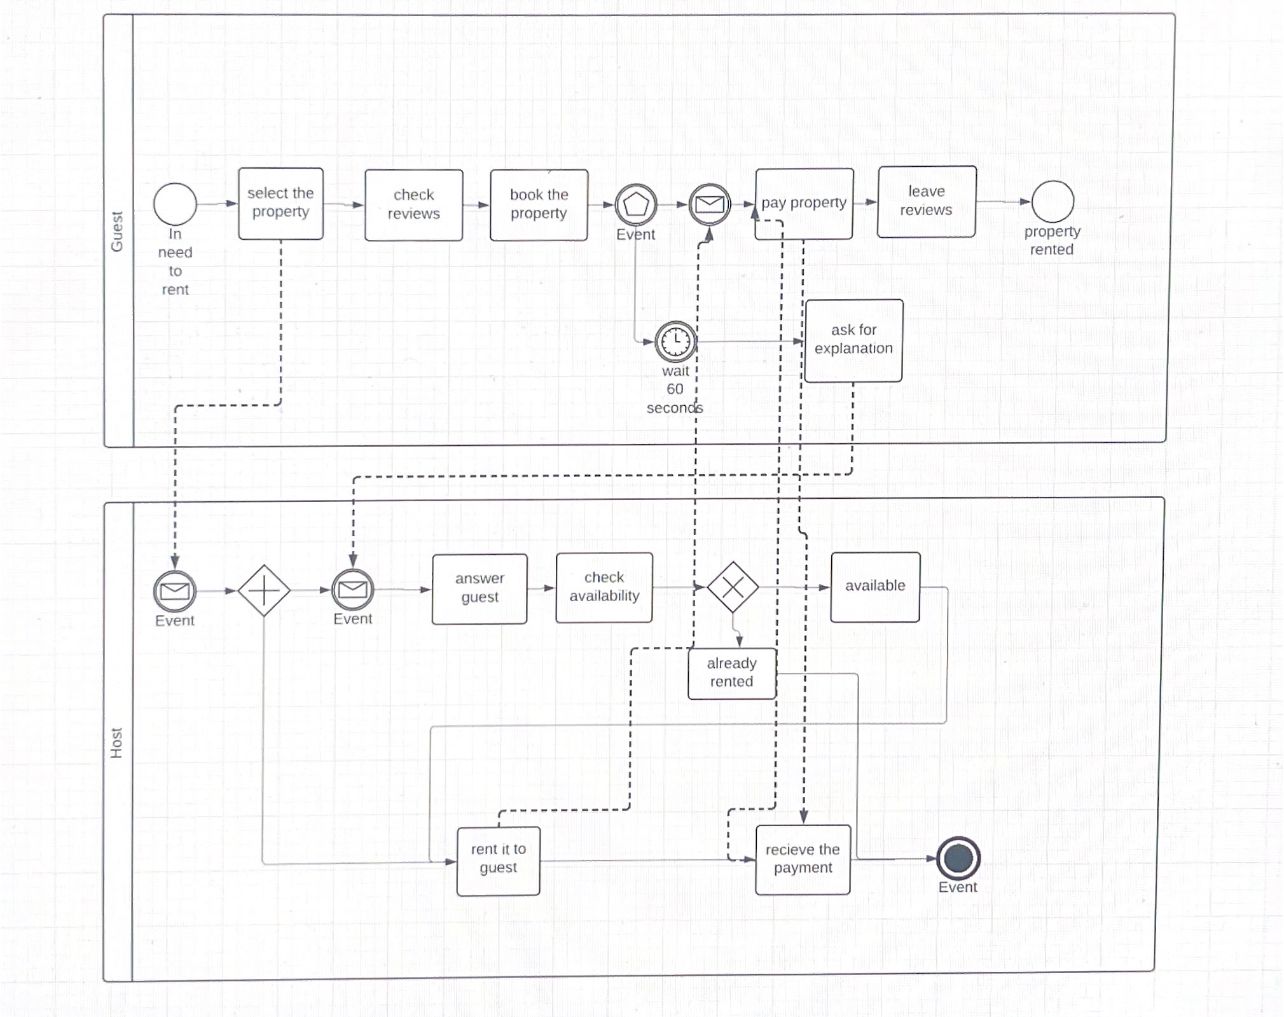 Guest
In
need
to
rent
select the
property
check
reviews
book the
property
Event
pay property
leave
reviews
property
rented
wait
60
seconds
ask for
explanation
Host
Event
Event
answer
guest
check
availability
available
already
rented
rent it to
guest
recieve the
payment
Event